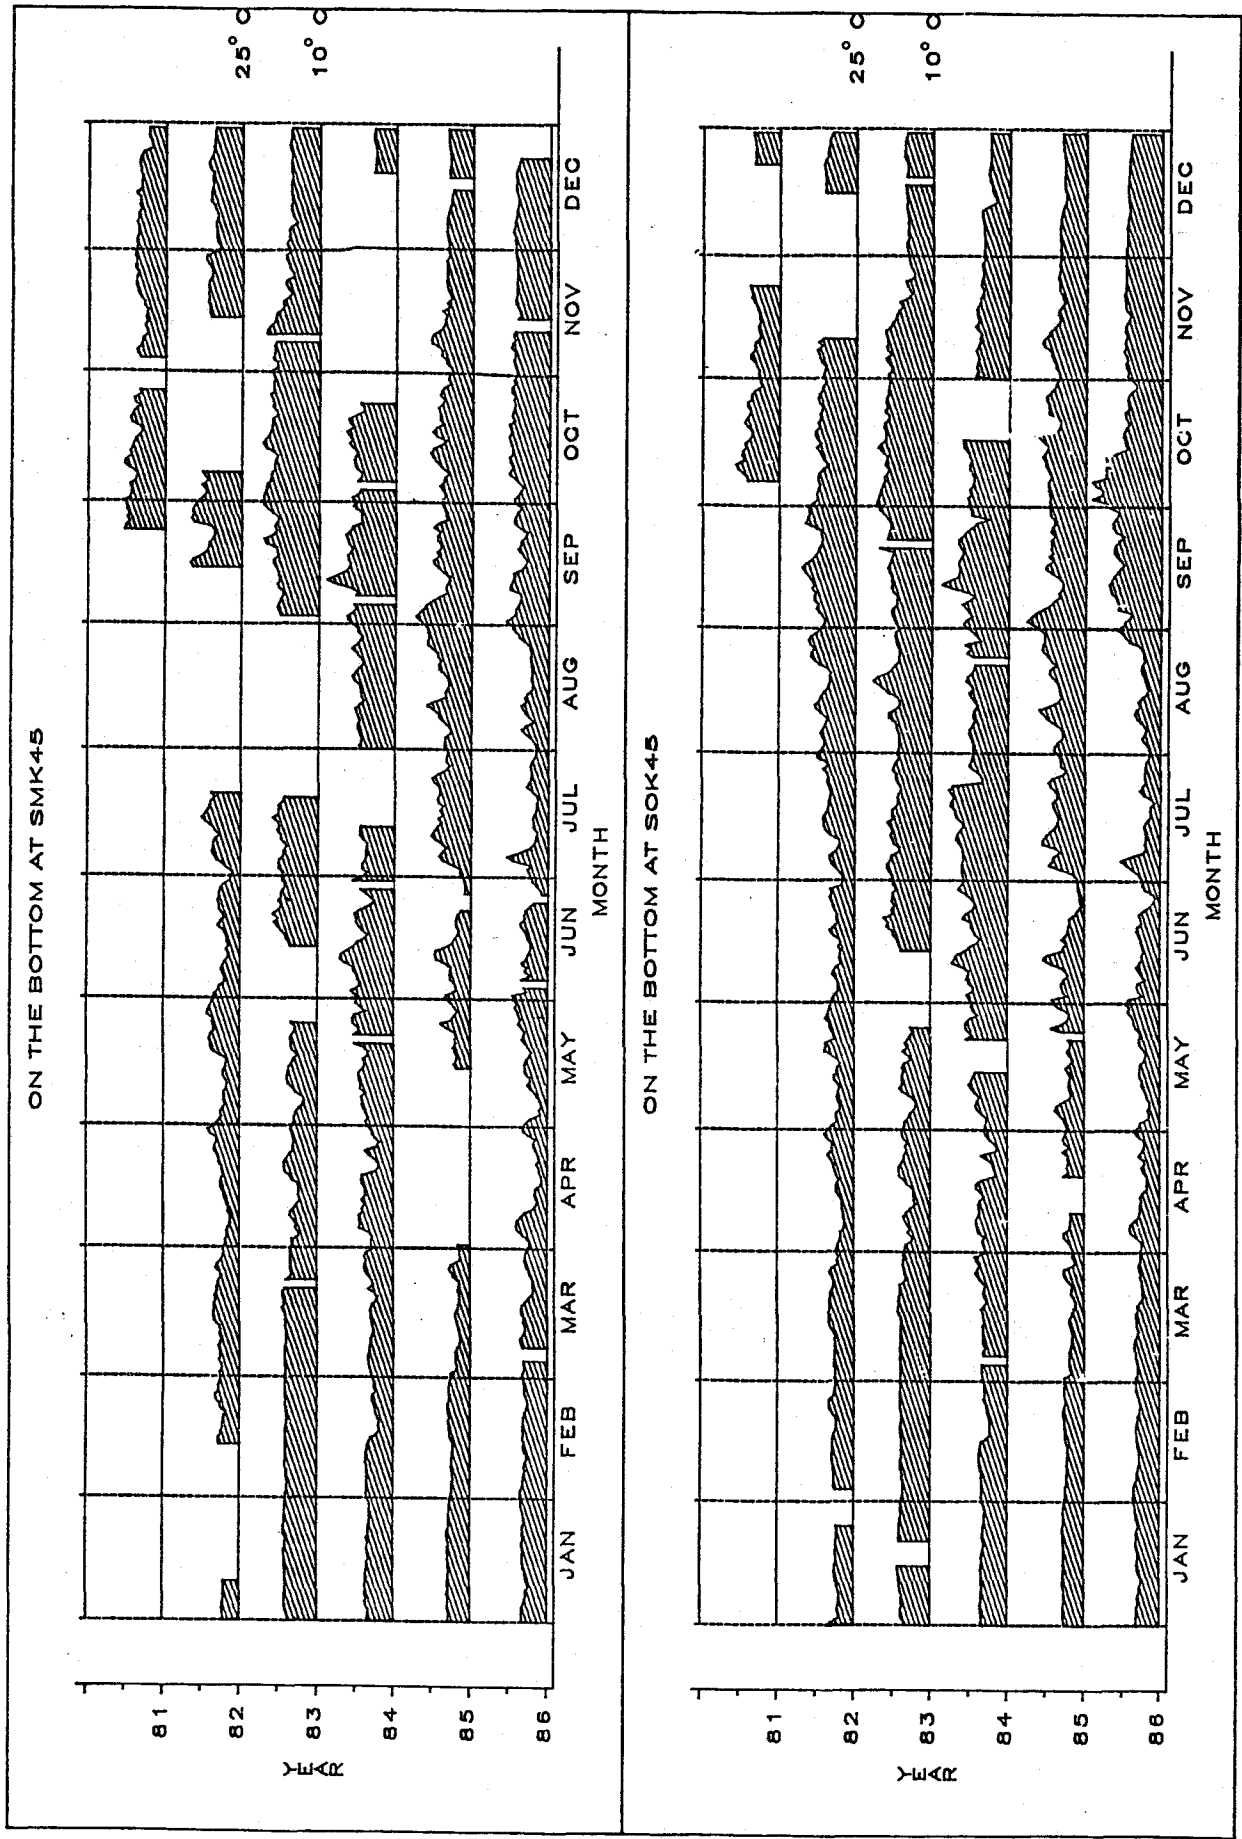 ON THE BOTTOM AT SMK45
25° C
10° C
81
82
83
84
85
86
YEAR
JAN FEB MAR APR MAY JUN JUL AUG SEP OCT NOV DEC
MONTH
ON THE BOTTOM AT SOK45
25° C
10° C
81
82
83
84
85
86
YEAR
JAN FEB MAR APR MAY JUN JUL AUG SEP OCT NOV DEC
MONTH